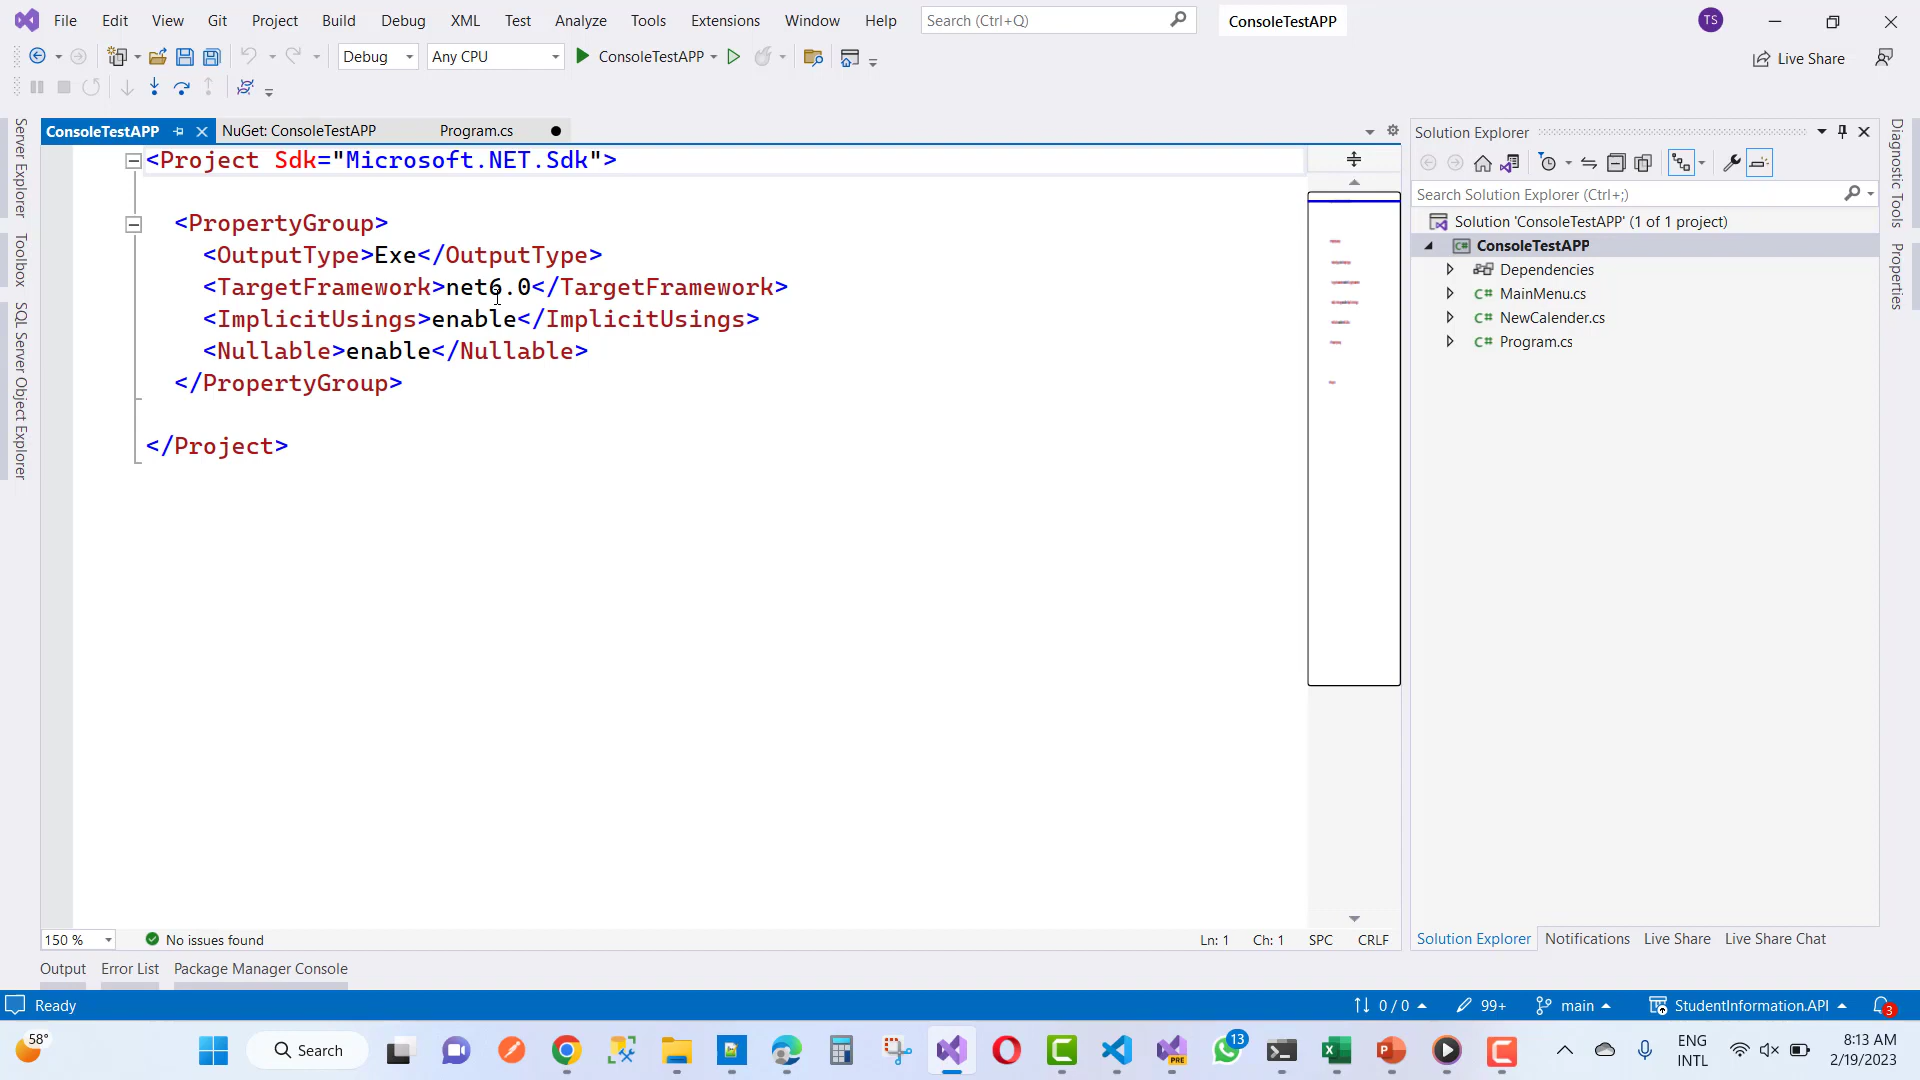 File Edit View Git Project Build Debug Tools XML Test Analyze Tools Extensions Window Help Search (Ctrl+Q) ConsoleTestAPP TS
Debug Any CPU ConsoleTestAPP Live Share
ConsoleTestAPP NuGet: ConsoleTestAPP Program.cs
<Project Sdk="Microsoft.NET.Sdk">
<PropertyGroup>
<OutputType>Exe</OutputType>
<TargetFramework>net6.0</TargetFramework>
<ImplicitUsings>enable</ImplicitUsings>
<Nullable>enable</Nullable>
</PropertyGroup>
</Project>
Server Explorer
Toolbox
SQL Server Object Explorer
Solution Explorer
Search Solution Explorer (Ctrl+;)
Solution 'ConsoleTestAPP' (1 of 1 project)
C# ConsoleTestAPP
Dependencies
C# MainMenu.cs
C# NewCalender.cs
C# Program.cs
Diagnostic Tools
Properties
150 % No issues found Ln: 1 Ch: 1 SPC CRLF
Solution Explorer Notifications Live Share Live Share Chat
Output Error List Package Manager Console
Ready 0 / 0 99+ main StudentInformation.API 3
58° Search PRE 13 ENG INTL 8:13 AM
2/19/2023